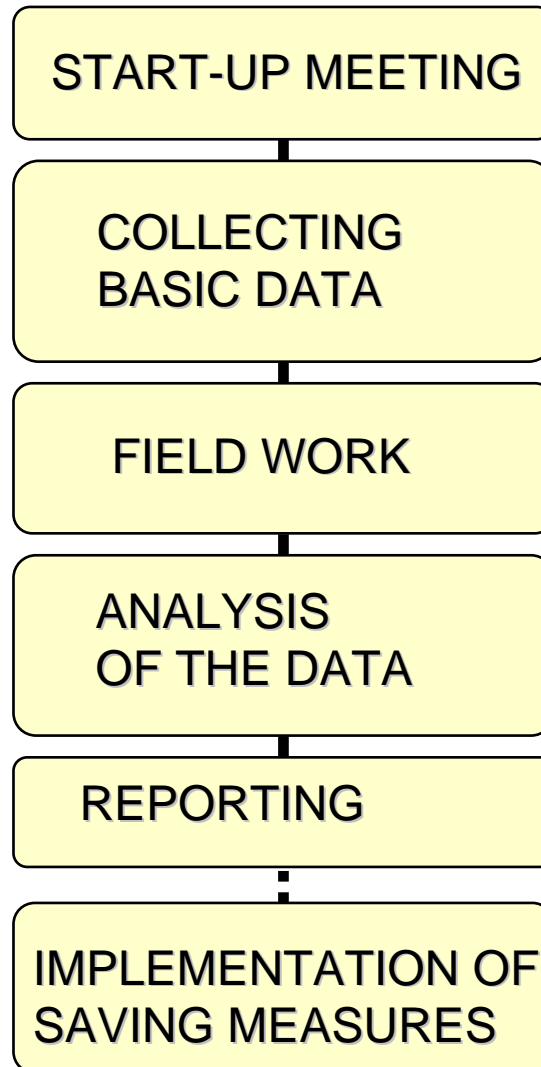 START-UP MEETING
COLLECTING
BASIC DATA
FIELD WORK
ANALYSIS
OF THE DATA
REPORTING
IMPLEMENTATION OF
SAVING MEASURES